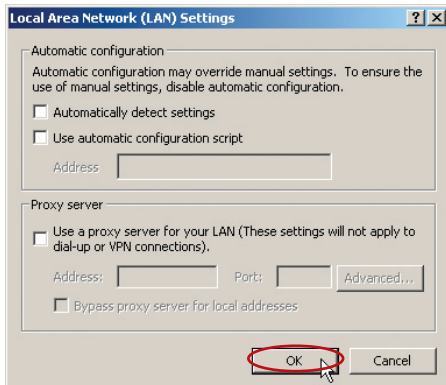 Local Area Network (LAN) Settings
Automatic configuration
Automatic configuration may override manual settings. To ensure the
use of manual settings, disable automatic configuration.
Automatically detect settings
Use automatic configuration script
Address
Proxy server
Use a proxy server for your LAN (These settings will not apply to
dial-up or VPN connections).
Address: Port: Advanced...
Bypass proxy server for local addresses
OK Cancel